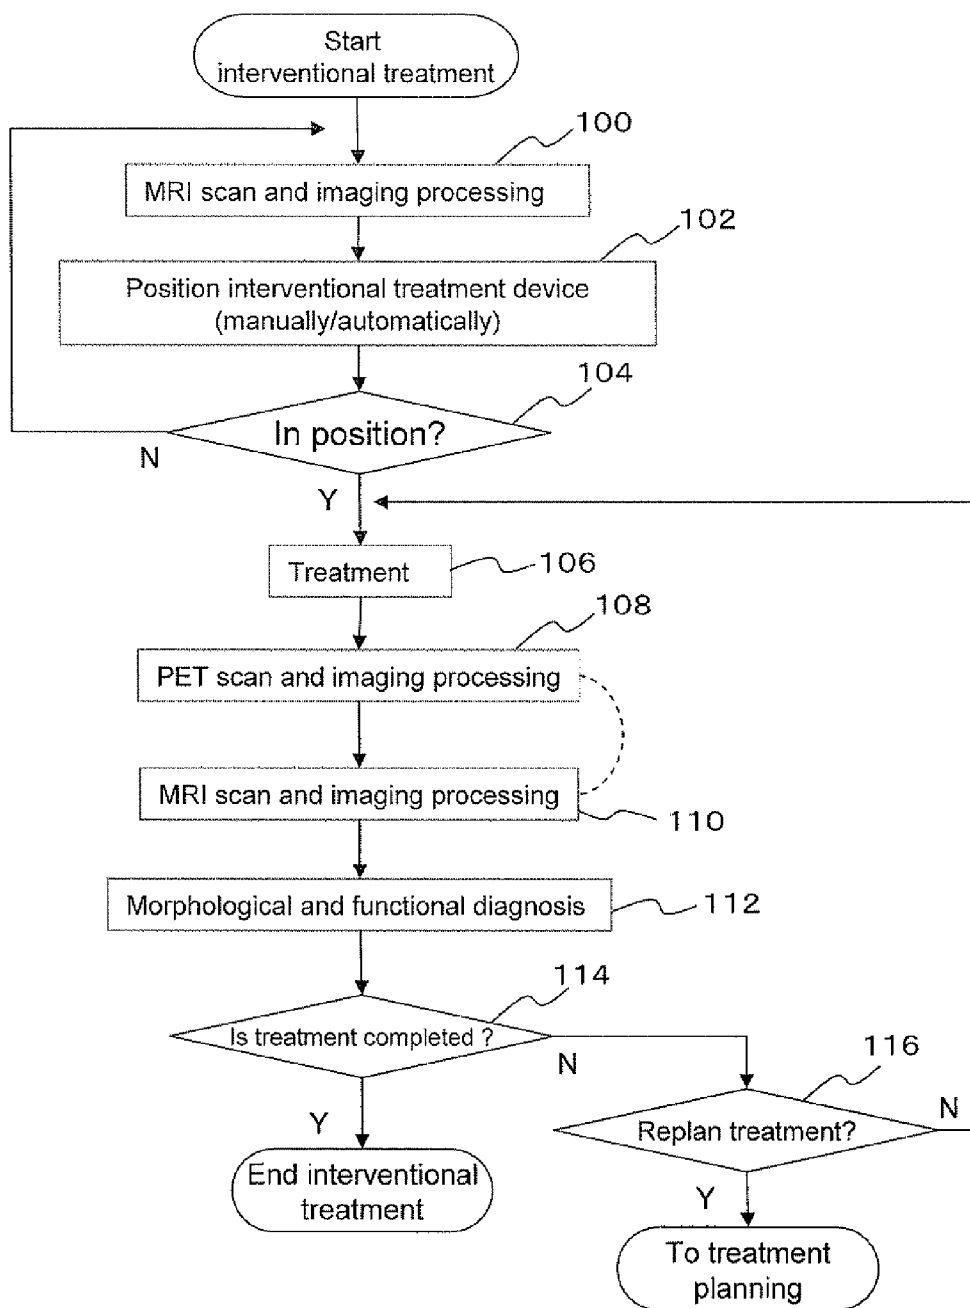 Start
interventional treatment
100
MRI scan and imaging processing
102
Position interventional treatment device
(manually/automatically)
104
In position?
N
Y
Treatment
106
108
PET scan and imaging processing
MRI scan and imaging processing
110
Morphological and functional diagnosis
112
114
Is treatment completed ?
N
116
Y
Replan treatment?
N
End interventional
treatment
Y
To treatment
planning